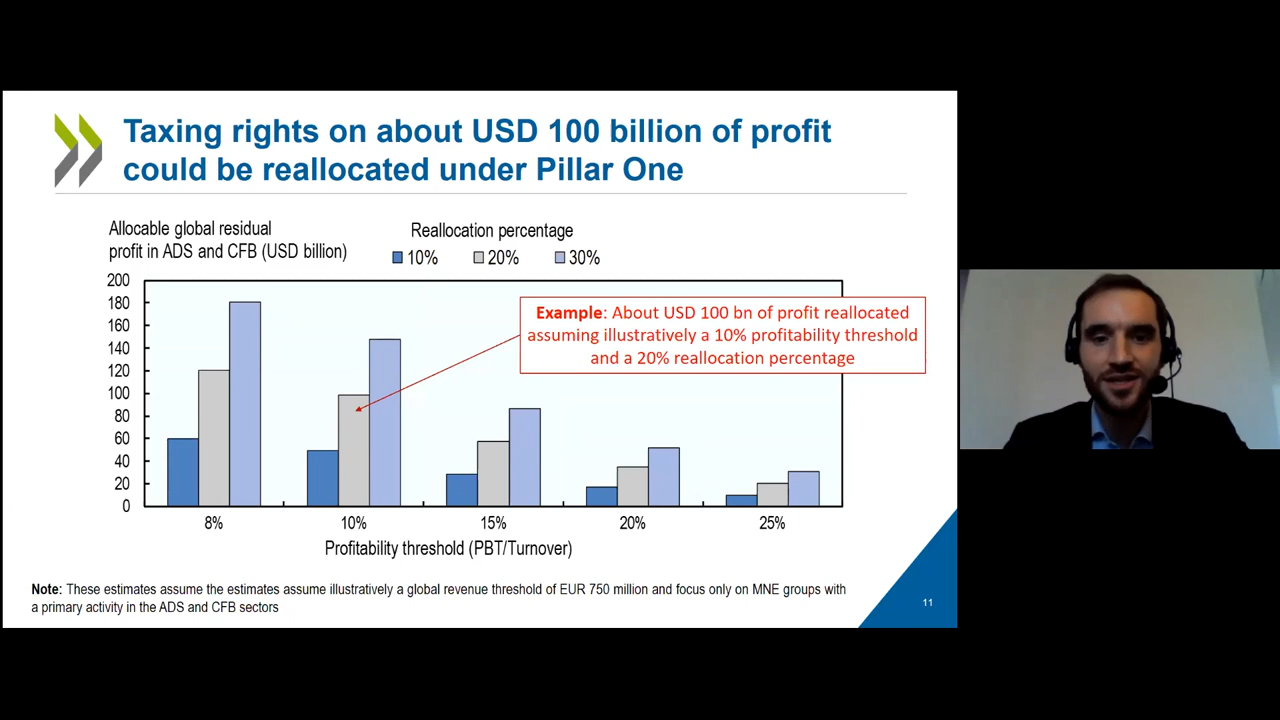 Taxing rights on about USD 100 billion of profit
could be reallocated under Pillar One
Allocable global residual
profit in ADS and CFB (USD billion)
Reallocation percentage
10% 20% 30%
200
180
160
140
120
100
80
60
40
20
0
Example: About USD 100 bn of profit reallocated
assuming illustratively a 10% profitability threshold
and a 20% reallocation percentage
8% 10% 15% 20% 25%
Profitability threshold (PBT/Turnover)
Note: These estimates assume the estimates assume illustratively a global revenue threshold of EUR 750 million and focus only on MNE groups with
a primary activity in the ADS and CFB sectors
11